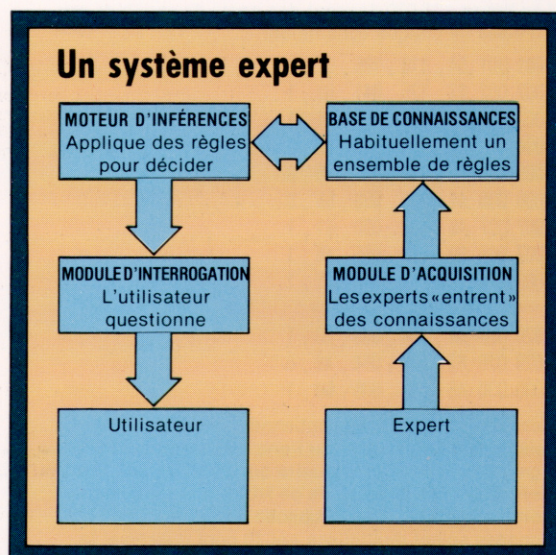 Un système expert
MOTEUR D'INFÉRENCES
Applique des règles
pour décider
BASE DE CONNAISSANCES
Habituellement un
ensemble de règles
MODULE D'INTERROGATION
L'utilisateur
questionne
MODULE D'ACQUISITION
Les experts «entrent»
des connaissances
Utilisateur
Expert